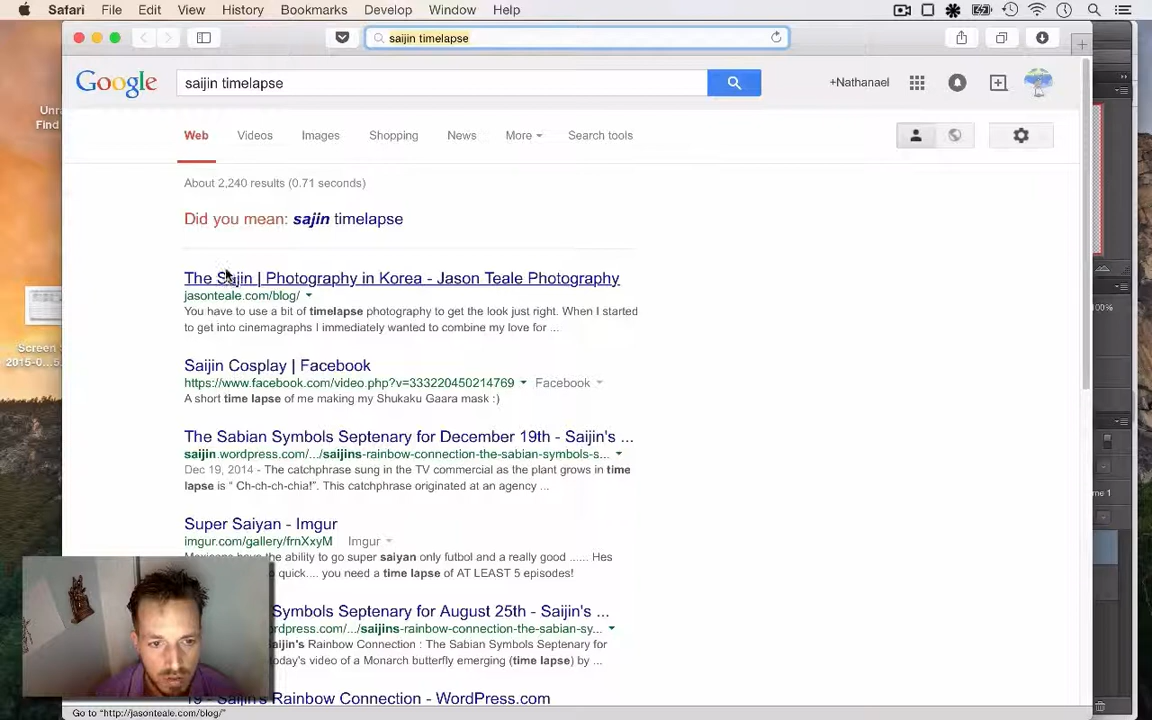 Safari File Edit View History Bookmarks Develop Window Help
saijin timelapse
Google saijin timelapse +Nathanael
Web Videos Images Shopping News More Search tools
Unr
Find
About 2,240 results (0.71 seconds)
Did you mean: sajin timelapse
The Sajin | Photography in Korea - Jason Teale Photography
jasonteale.com/blog/
You have to use a bit of timelapse photography to get the look just right. When I started
to get into cinemagraphs I immediately wanted to combine my love for ...
100%
Screen S
2015-0...5.
Saijin Cosplay | Facebook
https://www.facebook.com/video.php?v=333220450214769 Facebook
A short time lapse of me making my Shukaku Gaara mask :)
The Sabian Symbols Septenary for December 19th - Saijin's ...
saijin.wordpress.com/.../saijins-rainbow-connection-the-sabian-symbols-s...
Dec 19, 2014 - The catchphrase sung in the TV commercial as the plant grows in time
lapse is “ Ch-ch-ch-chia!”. This catchphrase originated at an agency ...
me 1
Super Saiyan - Imgur
imgur.com/gallery/frnXxyM Imgur
the ability to go super saiyan only futbol and a really good ...... Hes
quick.... you need a time lapse of AT LEAST 5 episodes!
Symbols Septenary for August 25th - Saijin's ...
rdpress.com/.../saijins-rainbow-connection-the-sabian-sy...
aijin's Rainbow Connection : The Sabian Symbols Septenary for
oday's video of a Monarch butterfly emerging (time lapse) by ...
19 - Saijin's Rainbow Connection - WordPress.com
Go to “http://jasonteale.com/blog/”